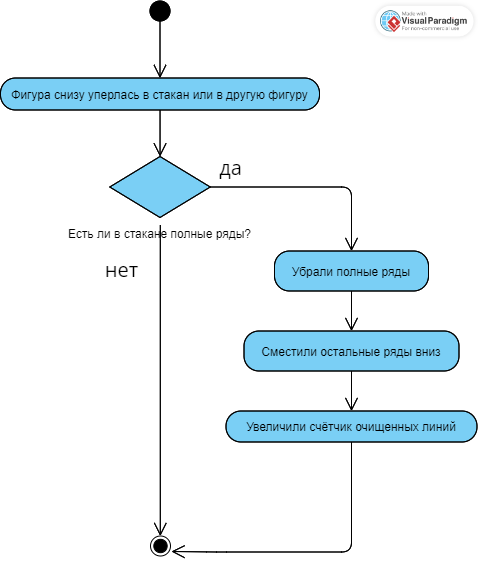 Made with
Visual Paradigm
For non-commercial use
Фигура снизу уперлась в стакан или в другую фигуру
да
Есть ли в стакане полные ряды?
нет
Убрали полные ряды
Сместили остальные ряды вниз
Увеличили счётчик очищенных линий